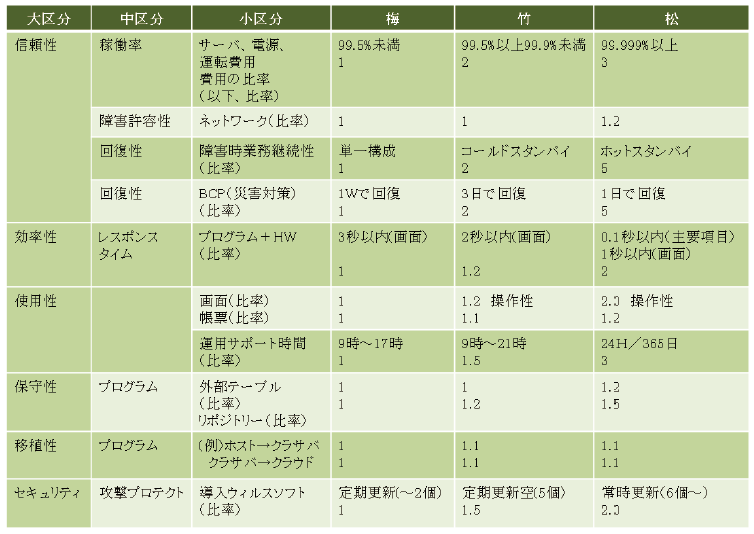 大区分 中区分 小区分 梅 竹 松
信頼性 稼働率 サーバ、電源、 99.5%未満 99.5%以上99.9%未満 99.999%以上
運転費用 1 2 3
費用の比率
（以下、比率）
障害許容性 ネットワーク（比率） 1 1 1.2
回復性 障害時業務継続性 単一構成 コールドスタンバイ ホットスタンバイ
（比率） 1 2 5
回復性 BCP（災害対策） 1Wで回復 3日で回復 1日で回復
（比率） 1 2 5
効率性 レスポンス プログラム＋HW 3秒以内(画面) 2秒以内(画面) 0.1秒以内（主要項目）
タイム （比率） 1秒以内(画面)
1 1.2 2
使用性 画面（比率） 1 1.2 操作性 2.0 操作性
帳票（比率） 1 1.1 1.2
運用サポート時間 9時～17時 9時～21時 24H／365日
（比率） 1 1.5 3
保守性 プログラム 外部テーブル 1 1 1.2
（比率） 1 1.2 1.5
リポジトリー（比率）
移植性 プログラム （例）ホスト→クラサバ 1 1.1 1.1
クラサバ→クラウド 1 1.1 1.1
セキュリティ 攻撃プロテクト 導入ウィルスソフト 定期更新(～2個) 定期更新空(5個) 常時更新(6個～)
（比率） 1 1.5 2.0